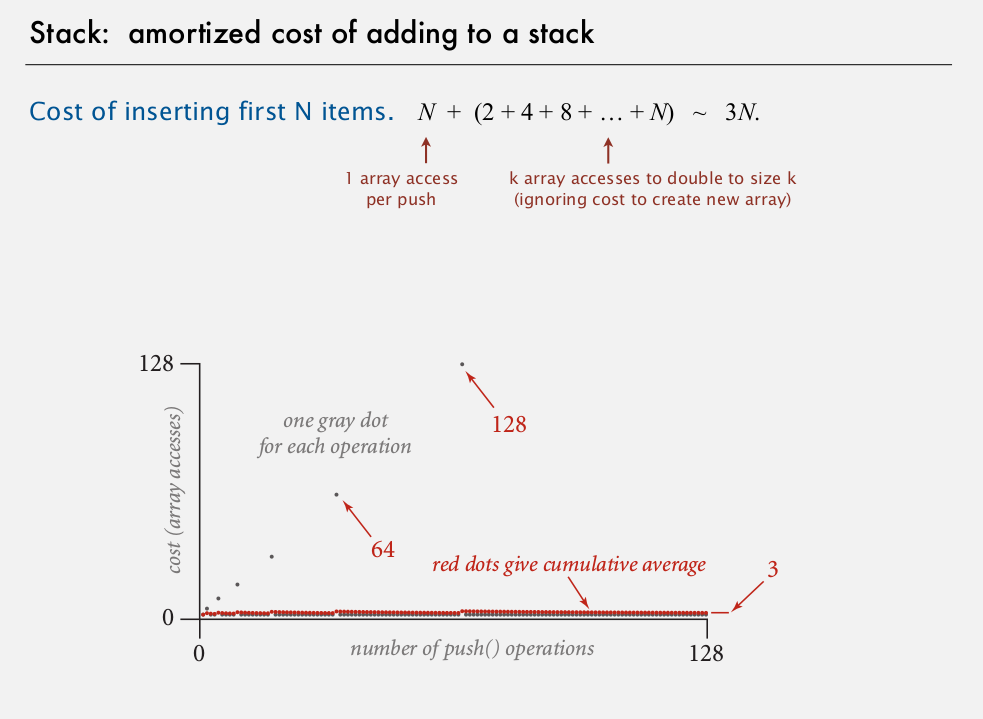 Stack: amortized cost of adding to a stack
Cost of inserting first N items. N + (2 + 4 + 8 + … + N) ~ 3N.
1 array access
per push
k array accesses to double to size k
(ignoring cost to create new array)
128
cost (array accesses)
one gray dot
for each operation
128
64
red dots give cumulative average
3
0
0
number of push() operations
128